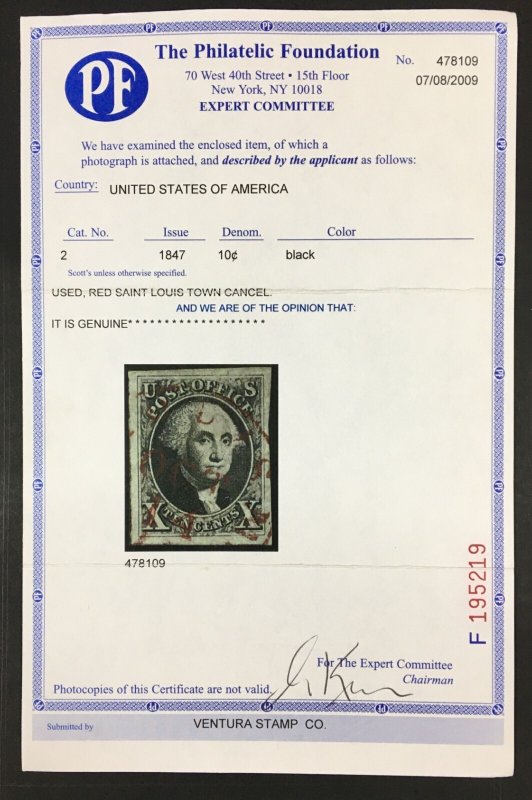 PF
The Philatelic Foundation
70 West 40th Street • 15th Floor
New York, NY 10018
EXPERT COMMITTEE
No. 478109
07/08/2009
We have examined the enclosed item, of which a
photograph is attached, and described by the applicant as follows:
Country: UNITED STATES OF AMERICA
Cat. No. Issue Denom. Color
2 1847 10¢ black
Scott's unless otherwise specified.
USED, RED SAINT LOUIS TOWN CANCEL.
AND WE ARE OF THE OPINION THAT:
IT IS GENUINE* * * * * * * * * * * * * * * * * * *
U S
POST OFFICE
X TEN CENTS X
478109
F 195219
For The Expert Committee
Chairman
Photocopies of this Certificate are not valid.
Submitted by VENTURA STAMP CO.